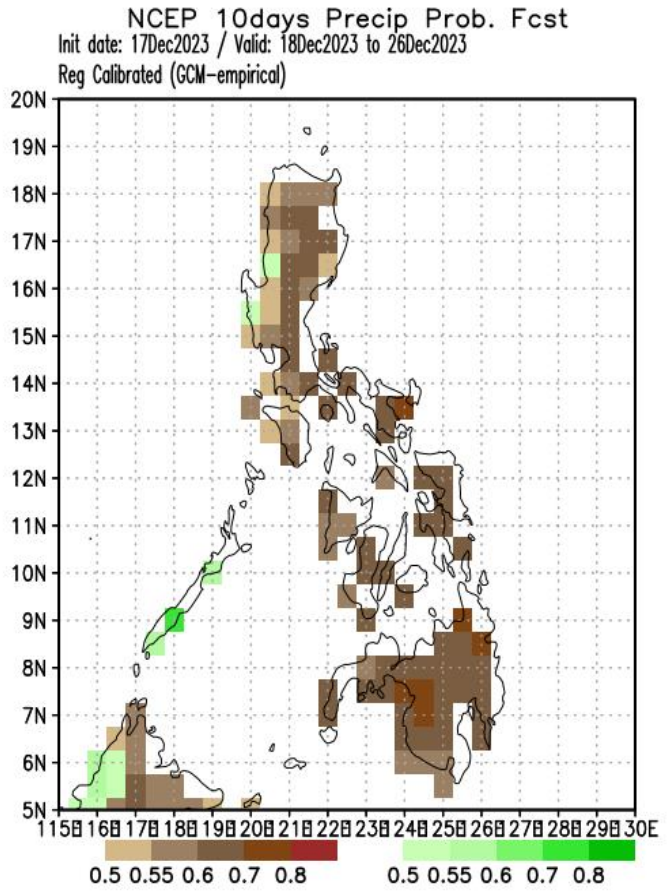 NCEP 10days Precip Prob. Fcst
Init date: 17Dec2023 / Valid: 18Dec2023 to 26Dec2023
Reg Calibrated (GCM-empirical)
20N
19N
18N
17N
16N
15N
14N
13N
12N
11N
10N
9N
8N
7N
6N
5N
115E 116E 117E 118E 119E 120E 121E 122E 123E 124E 125E 126E 127E 128E 129E 130E
0.5 0.55 0.6 0.7 0.8 0.5 0.55 0.6 0.7 0.8